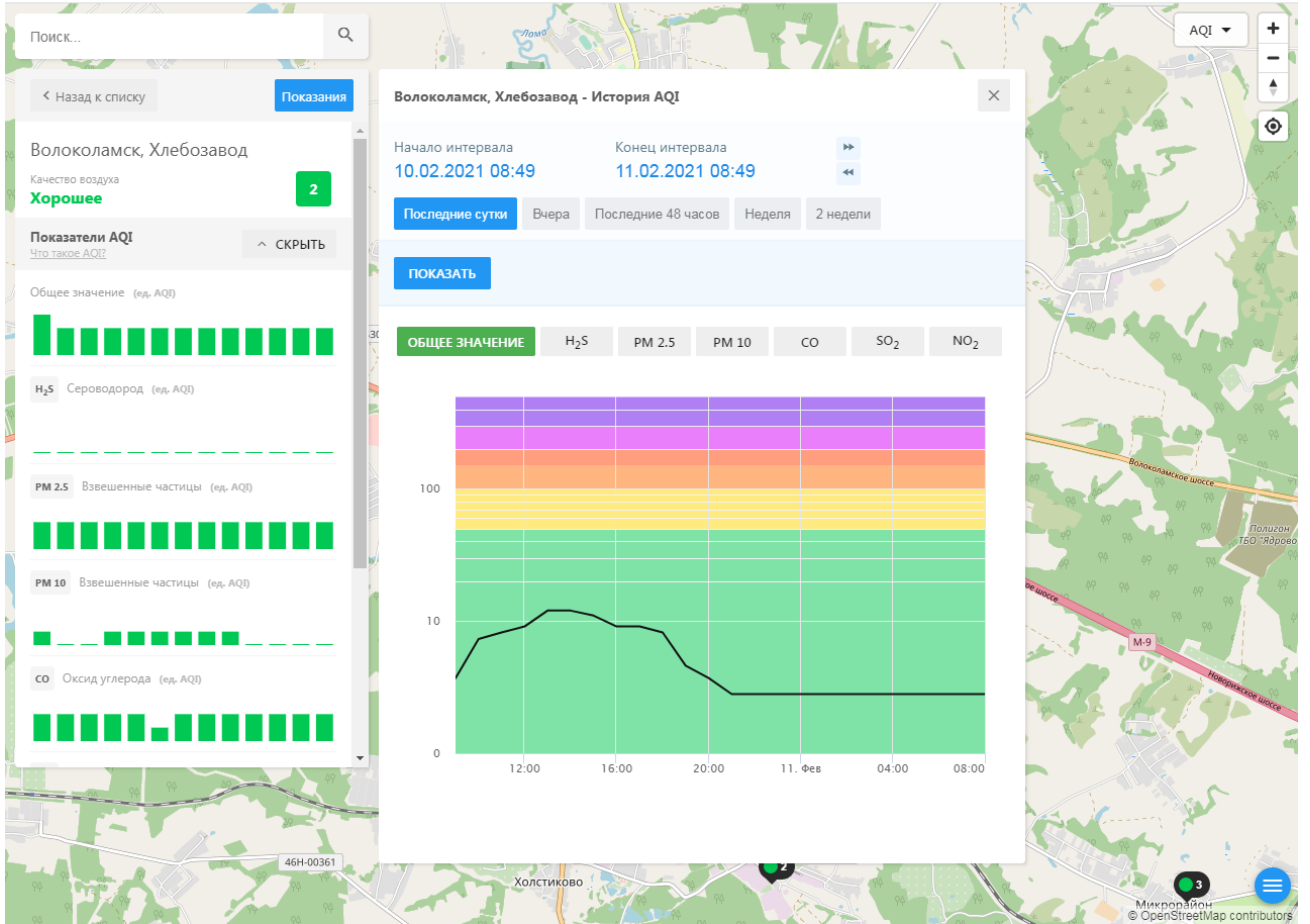 Поиск...
Назад к списку
Показания
Волоколамск, Хлебозавод
Качество воздуха
Хорошее
2
Показатели AQI
Что такое AQI?
СКРЫТЬ
Общее значение (ед. AQI)
H₂S Сероводород (ед. AQI)
PM 2.5 Взвешенные частицы (ед. AQI)
PM 10 Взвешенные частицы (ед. AQI)
CO Оксид углерода (ед. AQI)
Волоколамск, Хлебозавод - История AQI
Начало интервала
10.02.2021 08:49
Конец интервала
11.02.2021 08:49
Последние сутки
Вчера
Последние 48 часов
Неделя
2 недели
ПОКАЗАТЬ
ОБЩЕЕ ЗНАЧЕНИЕ
H₂S
PM 2.5
PM 10
CO
SO₂
NO₂
100
10
0
12:00
16:00
20:00
11. Фев
04:00
08:00
AQI
Лама
Волоколамское шоссе
Полигон
ТБО "Ядрово"
ое шоссе
М-9
Новорижское шоссе
46Н-00361
Холстиково
2
3
Микрорайон
© OpenStreetMap contributors